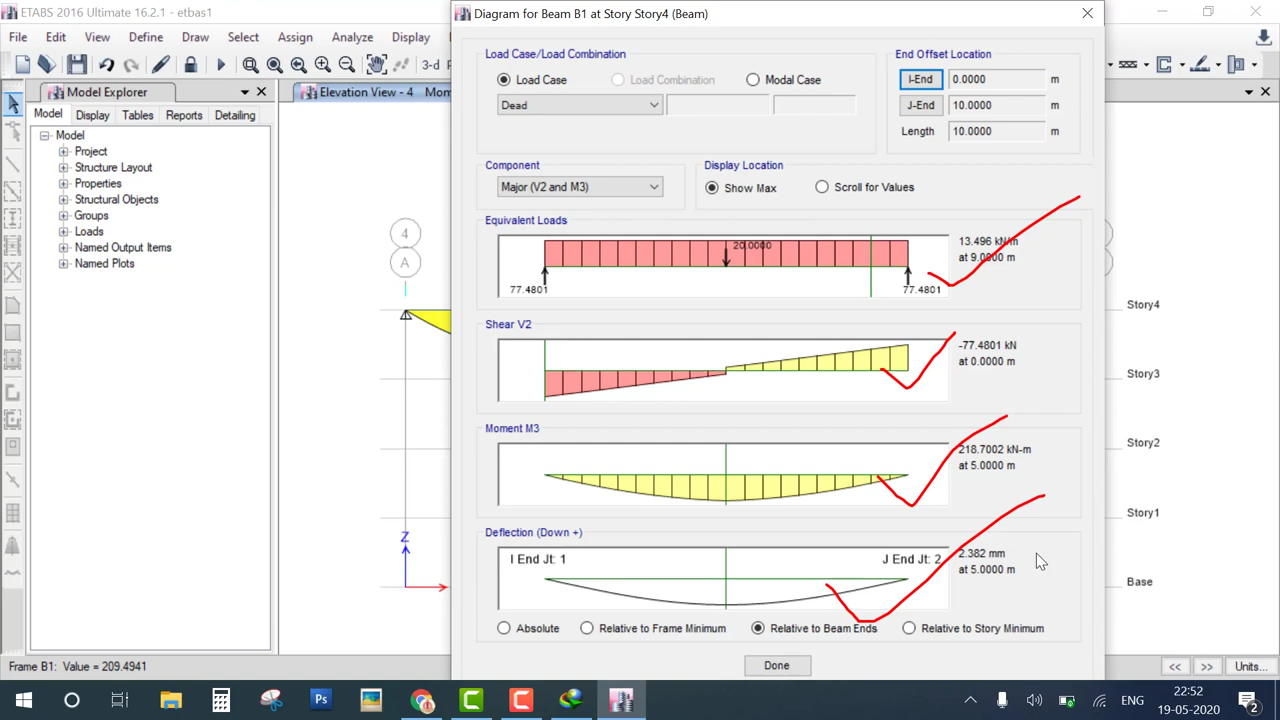 ETABS 2016 Ultimate 16.2.1 - etbas1
Diagram for Beam B1 at Story Story4 (Beam)
File Edit View Define Draw Select Assign Analyze Display
3-d
Model Explorer
Elevation View - 4 Mom
Model Display Tables Reports Detailing
Model
Project
Structure Layout
Properties
Structural Objects
Groups
Loads
Named Output Items
Named Plots
Load Case/Load Combination
Load Case Load Combination Modal Case
Dead
End Offset Location
I-End 0.0000 m
J-End 10.0000 m
Length 10.0000 m
Component
Major (V2 and M3)
Display Location
Show Max Scroll for Values
Equivalent Loads
20.0000
77.4801 77.4801
13.496 kN/m
at 9.0000 m
Shear V2
-77.4801 kN
at 0.0000 m
Moment M3
218.7002 kN-m
at 5.0000 m
Deflection (Down +)
I End Jt: 1 J End Jt: 2
2.382 mm
at 5.0000 m
Absolute Relative to Frame Minimum Relative to Beam Ends Relative to Story Minimum
Done
4
A
Z
Story4
Story3
Story2
Story1
Base
Frame B1: Value = 209.4941
<< >> Units...
Ps
C
C
ENG
22:52
19-05-2020
2